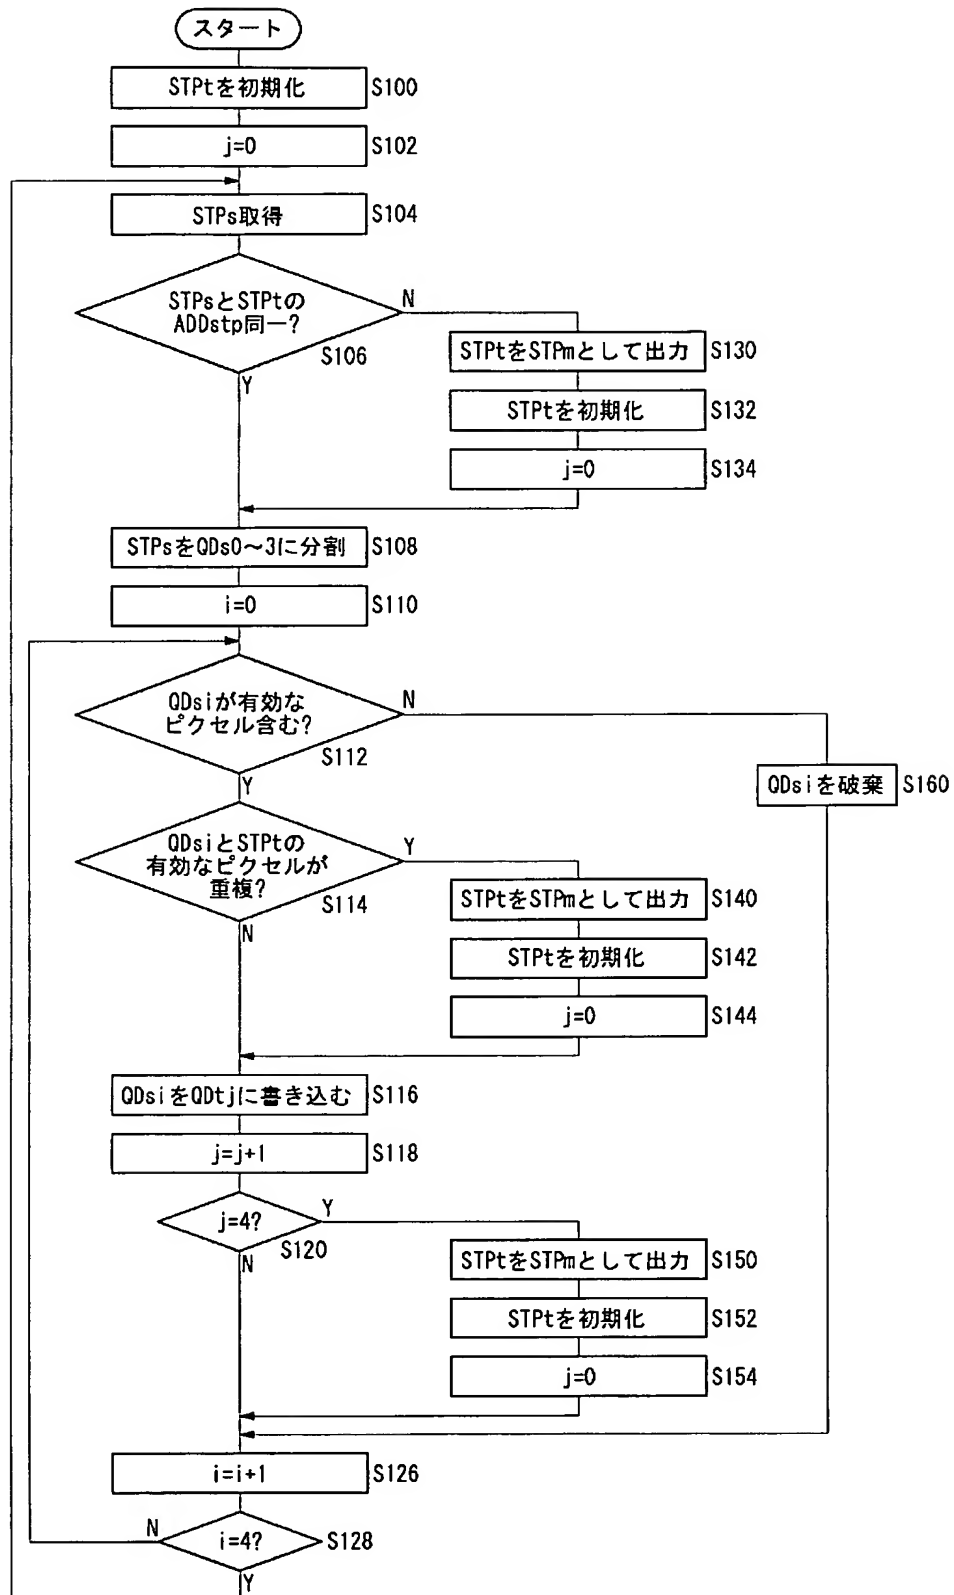 スタート
STPtを初期化 S100
j=0 S102
STPs取得 S104
STPsとSTPtの
ADDstp同一?
S106
N
Y
STPtをSTPmとして出力 S130
STPtを初期化 S132
j=0 S134
STPsをQDs0～3に分割 S108
i=0 S110
QDsiが有効な
ピクセル含む?
S112
N
Y
QDsiを破棄 S160
QDsiとSTPtの
有効なピクセルが
重複?
S114
Y
N
STPtをSTPmとして出力 S140
STPtを初期化 S142
j=0 S144
QDsiをQDtjに書き込む S116
j=j+1 S118
j=4?
S120
Y
N
STPtをSTPmとして出力 S150
STPtを初期化 S152
j=0 S154
i=i+1 S126
N
i=4? S128
Y